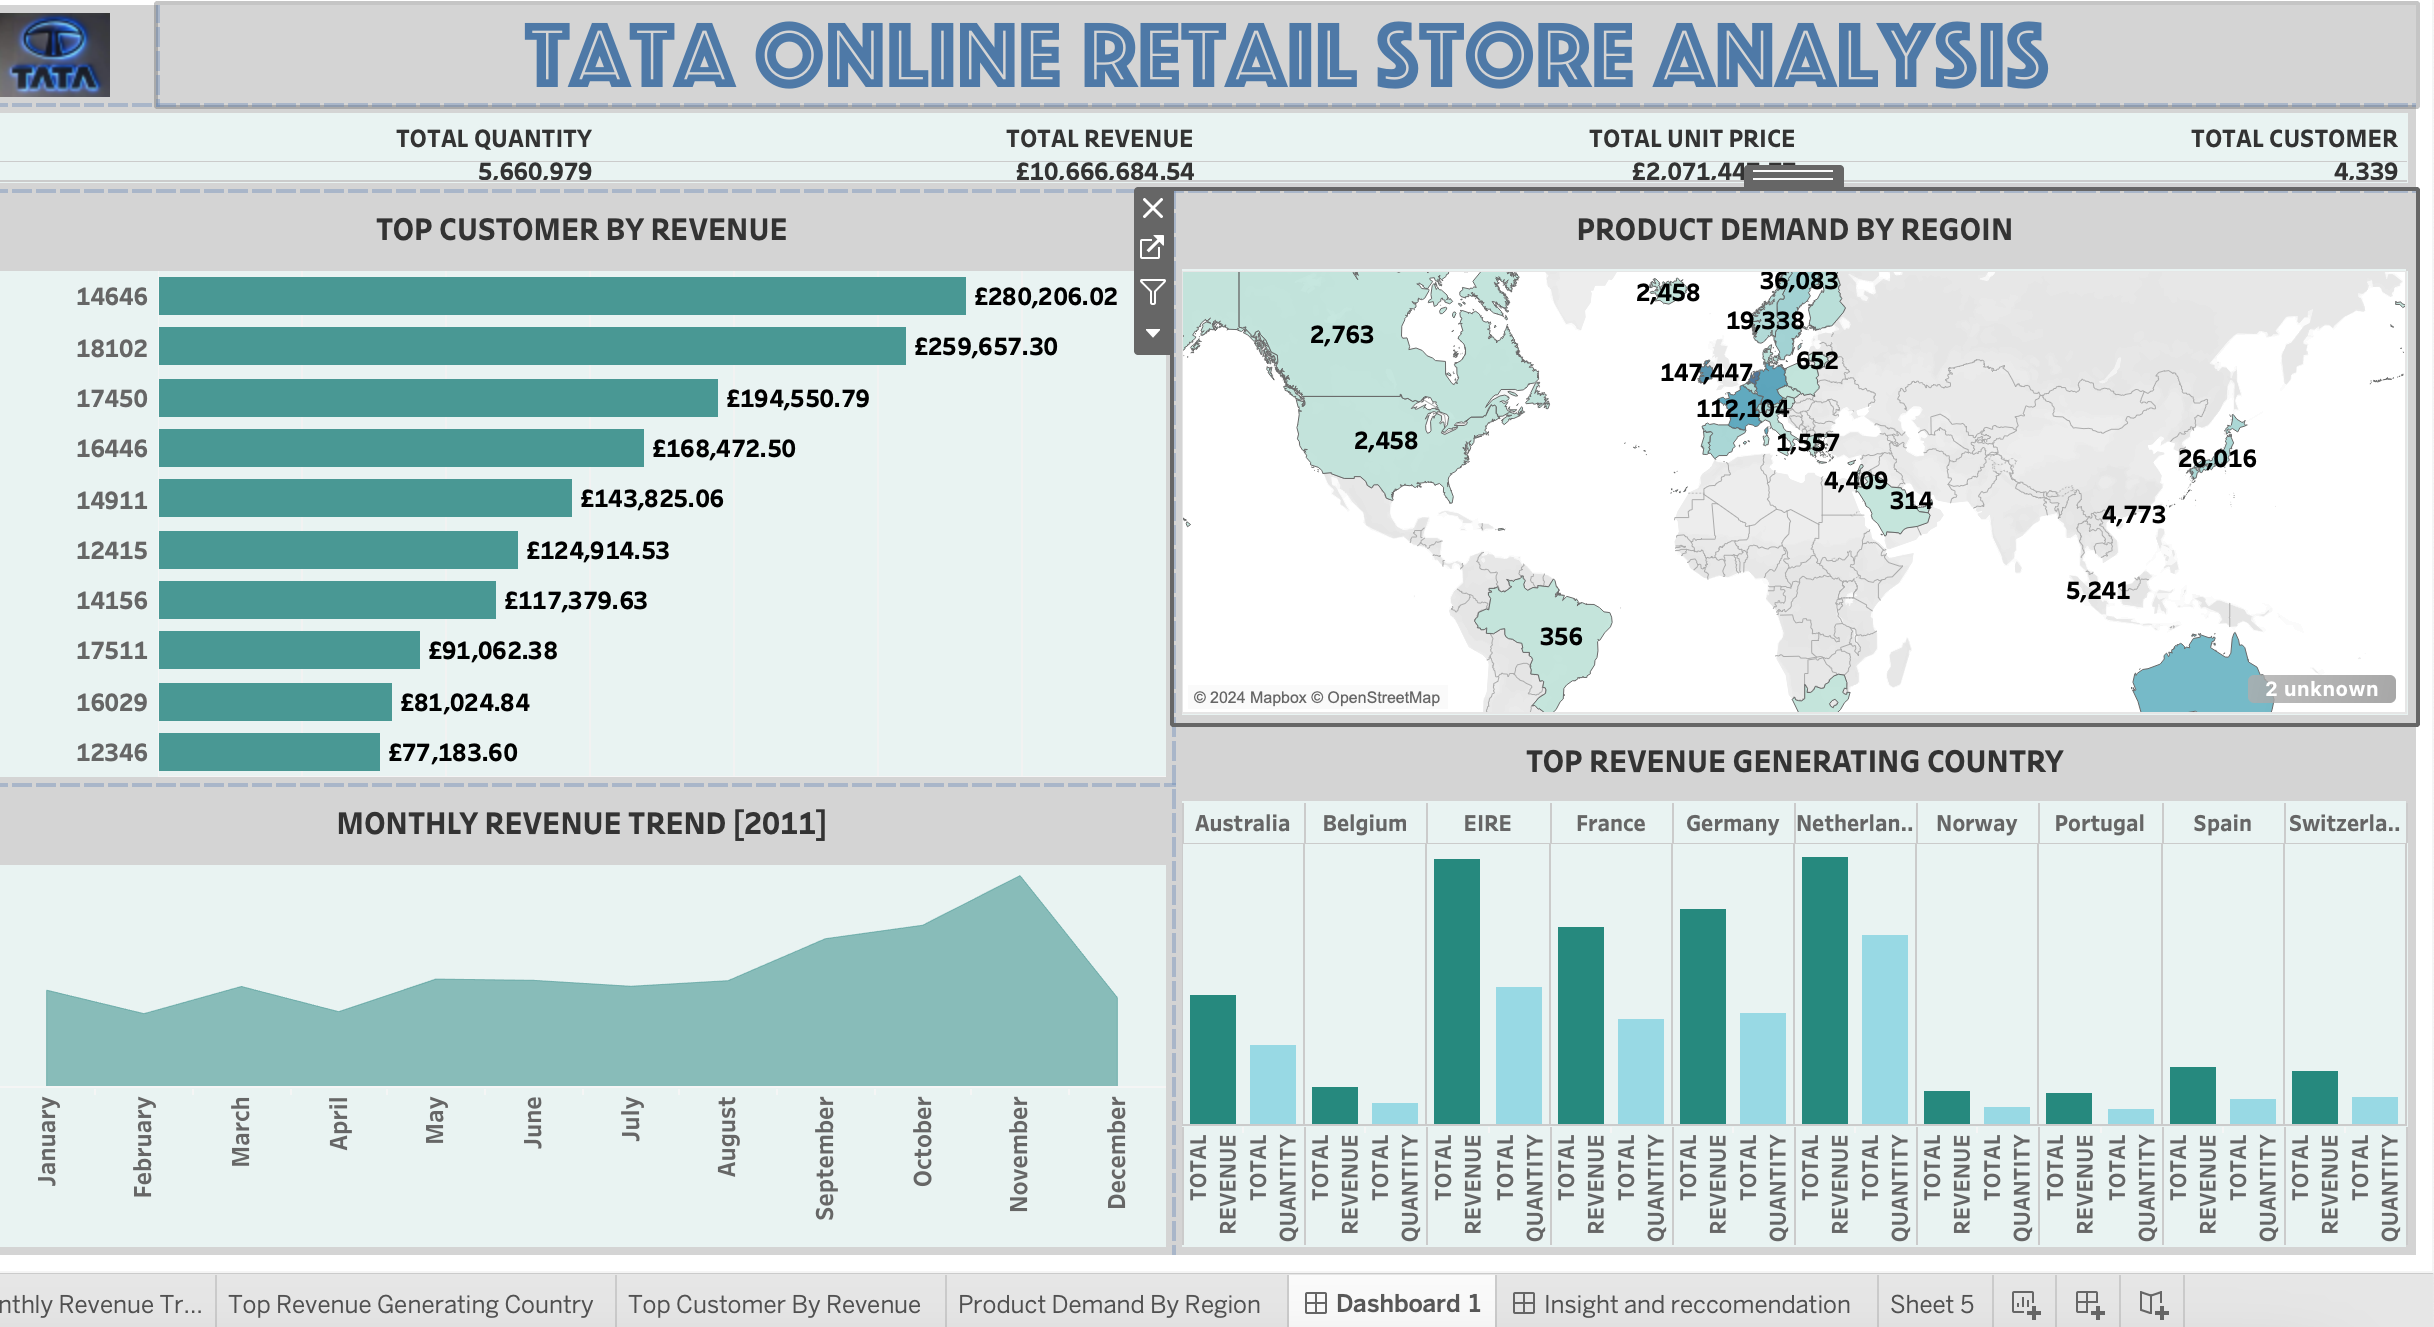 TATA
TATA ONLINE RETAIL STORE ANALYSIS
TOTAL QUANTITY
5,660,979
TOTAL REVENUE
£10,666,684.54
TOTAL UNIT PRICE
£2,071,44
TOTAL CUSTOMER
4,339
TOP CUSTOMER BY REVENUE
14646 £280,206.02
18102 £259,657.30
17450 £194,550.79
16446 £168,472.50
14911 £143,825.06
12415 £124,914.53
14156 £117,379.63
17511 £91,062.38
16029 £81,024.84
12346 £77,183.60
PRODUCT DEMAND BY REGOIN
36,083
2,458
19,338
2,763
652
147,447
112,104
2,458
1,557
26,016
4,409
314
4,773
5,241
356
2 unknown
© 2024 Mapbox © OpenStreetMap
MONTHLY REVENUE TREND [2011]
January
February
March
April
May
June
July
August
September
October
November
December
TOP REVENUE GENERATING COUNTRY
Australia
Belgium
EIRE
France
Germany
Netherlan..
Norway
Portugal
Spain
Switzerla..
TOTAL REVENUE
TOTAL QUANTITY
TOTAL REVENUE
TOTAL QUANTITY
TOTAL REVENUE
TOTAL QUANTITY
TOTAL REVENUE
TOTAL QUANTITY
TOTAL REVENUE
TOTAL QUANTITY
TOTAL REVENUE
TOTAL QUANTITY
TOTAL REVENUE
TOTAL QUANTITY
TOTAL REVENUE
TOTAL QUANTITY
TOTAL REVENUE
TOTAL QUANTITY
TOTAL REVENUE
TOTAL QUANTITY
nthly Revenue Tr...
Top Revenue Generating Country
Top Customer By Revenue
Product Demand By Region
Dashboard 1
Insight and reccomendation
Sheet 5